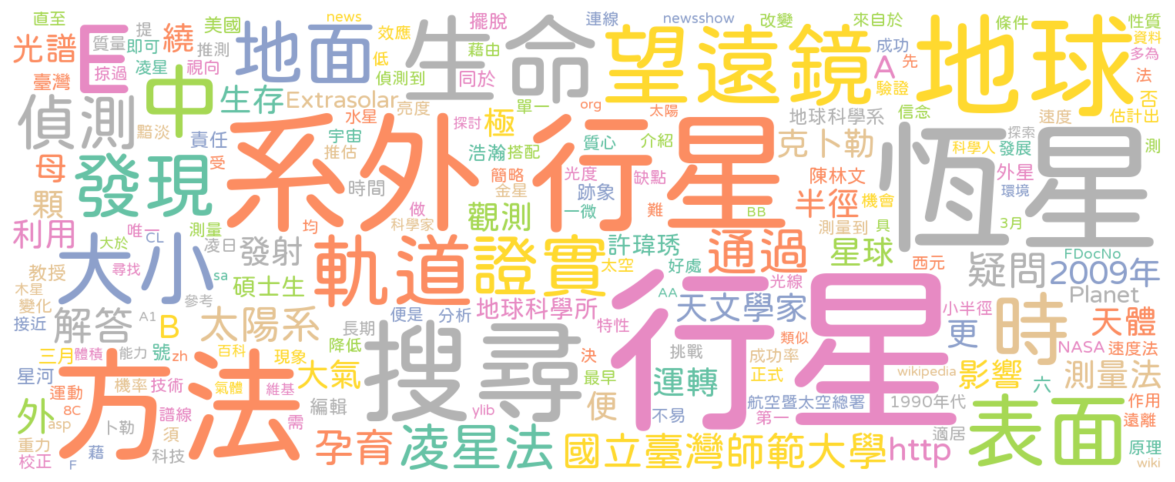 直至 提 美國 news 效應 擺脫 連線 newsshow 改變 來自於 條件 性質
光譜 E 質量 即可 繞 地面 低 藉由 生命 望遠鏡 成功 先 A 地球 資料 多為
臺灣 掠過 凌星 推測 視向 偵測到 同於 驗證 法 否
偵測 中 生存 Extrasolar 亮度 水星 極 單一 org 太陽 地球科學系 信念 速度 估計出
母 黯淡 責任 宇宙 浩瀚 搭配 探討 質心 介紹 克卜勒 恆星 科學人 探索 發展 測
顆 發現 受 推估 系外行星 簡略 光度 跡象 缺點 陳林文 外星 環境
利用 唯一 測量 均 時間 金星 做 科學家 觀測 一微 難 BB 半徑 機會 測量到 具 3月
大於 CL 凌日 發射 軌道 證實 許瑋琇 好處 太空 通過 星球 西元 疑問 FDocNo 2009年
教授 尋找 大小 sa 碩士生 地球科學所 AA 光線 天文學家 小半徑 Planet
木星 變化 接近 參考 A1 解答 B 太陽系 長期 便是 分析 特性 行星 類似 更 時 天體
三月 體積 能力 號 zh 現象 降低 搜尋 決 挑戰 成功率 正式 NASA 速度法
星河 運動 百科 機率 技術 氣體 維基 大氣 最早 運轉 wikipedia 影響 六 測量法
外 8C asp 方法 譜線 需 編輯 ylib 便 不易 航空暨太空總署 第一 1990年代 表面 作用 遠離
重力 校正 F 藉 卜勒 須 科技 孕育 凌星法 國立臺灣師範大學 http 適居 原理 wiki